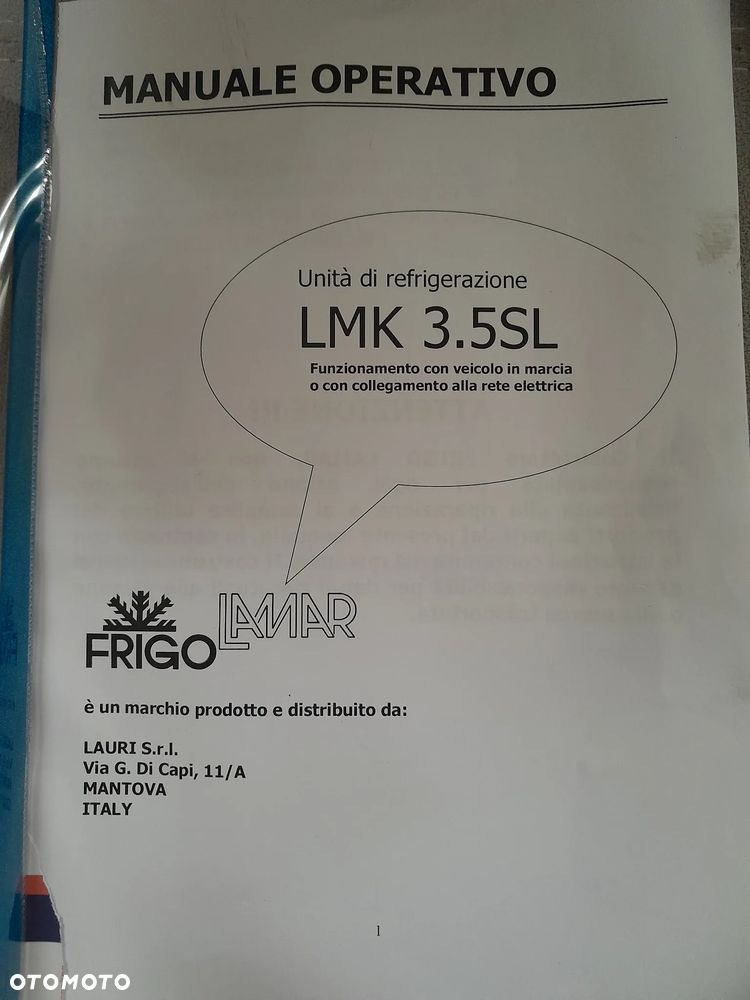 MANUALE OPERATIVO
Unità di refrigerazione
LMK 3.5SL
Funzionamento con veicolo in marcia
o con collegamento alla rete elettrica
FRIGO LAMAR
è un marchio prodotto e distribuito da:
LAURI S.r.l.
Via G. Di Capi, 11/A
MANTOVA
ITALY
1
OTOMOTO